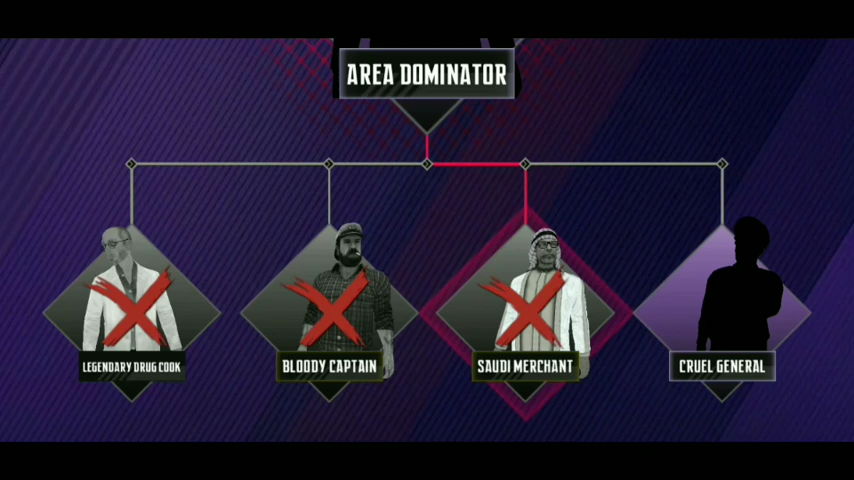 AREA DOMINATOR
LEGENDARY DRUG COOK
BLOODY CAPTAIN
SAUDI MERCHANT
CRUEL GENERAL